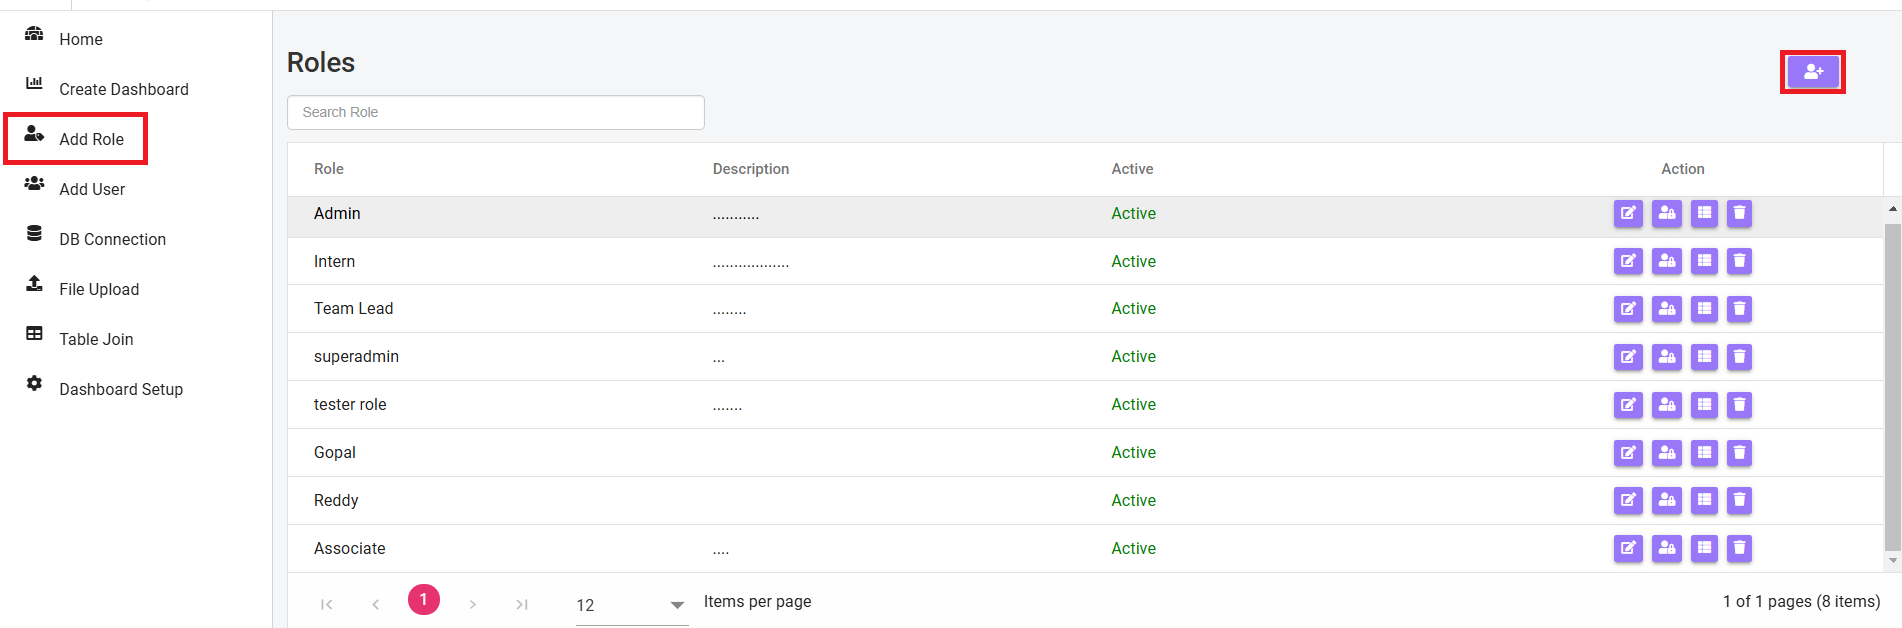 Home
Create Dashboard
Add Role
Add User
DB Connection
File Upload
Table Join
Dashboard Setup
Roles
Search Role
Role Description Active Action
Admin ........... Active
Intern .................. Active
Team Lead ........ Active
superadmin ... Active
tester role ....... Active
Gopal Active
Reddy Active
Associate .... Active
1 12 Items per page 1 of 1 pages (8 items)